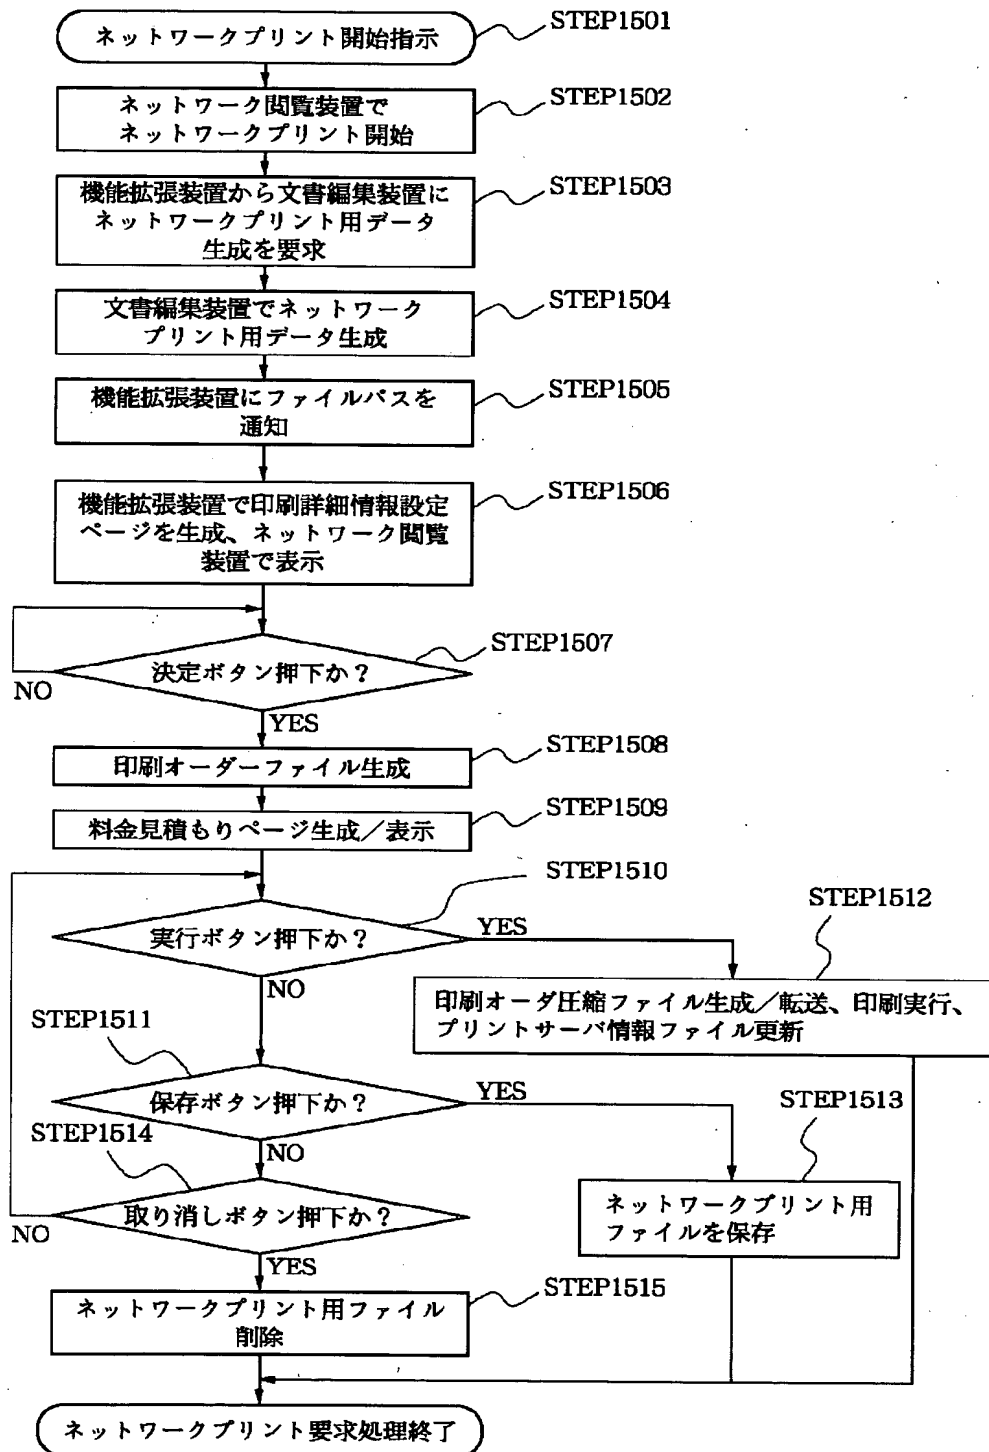 ネットワークプリント開始指示
STEP1501
ネットワーク閲覧装置で
ネットワークプリント開始
STEP1502
機能拡張装置から文書編集装置に
ネットワークプリント用データ
生成を要求
STEP1503
文書編集装置でネットワーク
プリント用データ生成
STEP1504
機能拡張装置にファイルパスを
通知
STEP1505
機能拡張装置で印刷詳細情報設定
ページを生成、ネットワーク閲覧
装置で表示
STEP1506
決定ボタン押下か？
STEP1507
NO
YES
印刷オーダーファイル生成
STEP1508
料金見積もりページ生成／表示
STEP1509
実行ボタン押下か？
STEP1510
YES
NO
STEP1512
印刷オーダ圧縮ファイル生成／転送、印刷実行、
プリントサーバ情報ファイル更新
STEP1511
保存ボタン押下か？
YES
NO
STEP1513
ネットワークプリント用
ファイルを保存
STEP1514
取り消しボタン押下か？
NO
YES
ネットワークプリント用ファイル
削除
STEP1515
ネットワークプリント要求処理終了